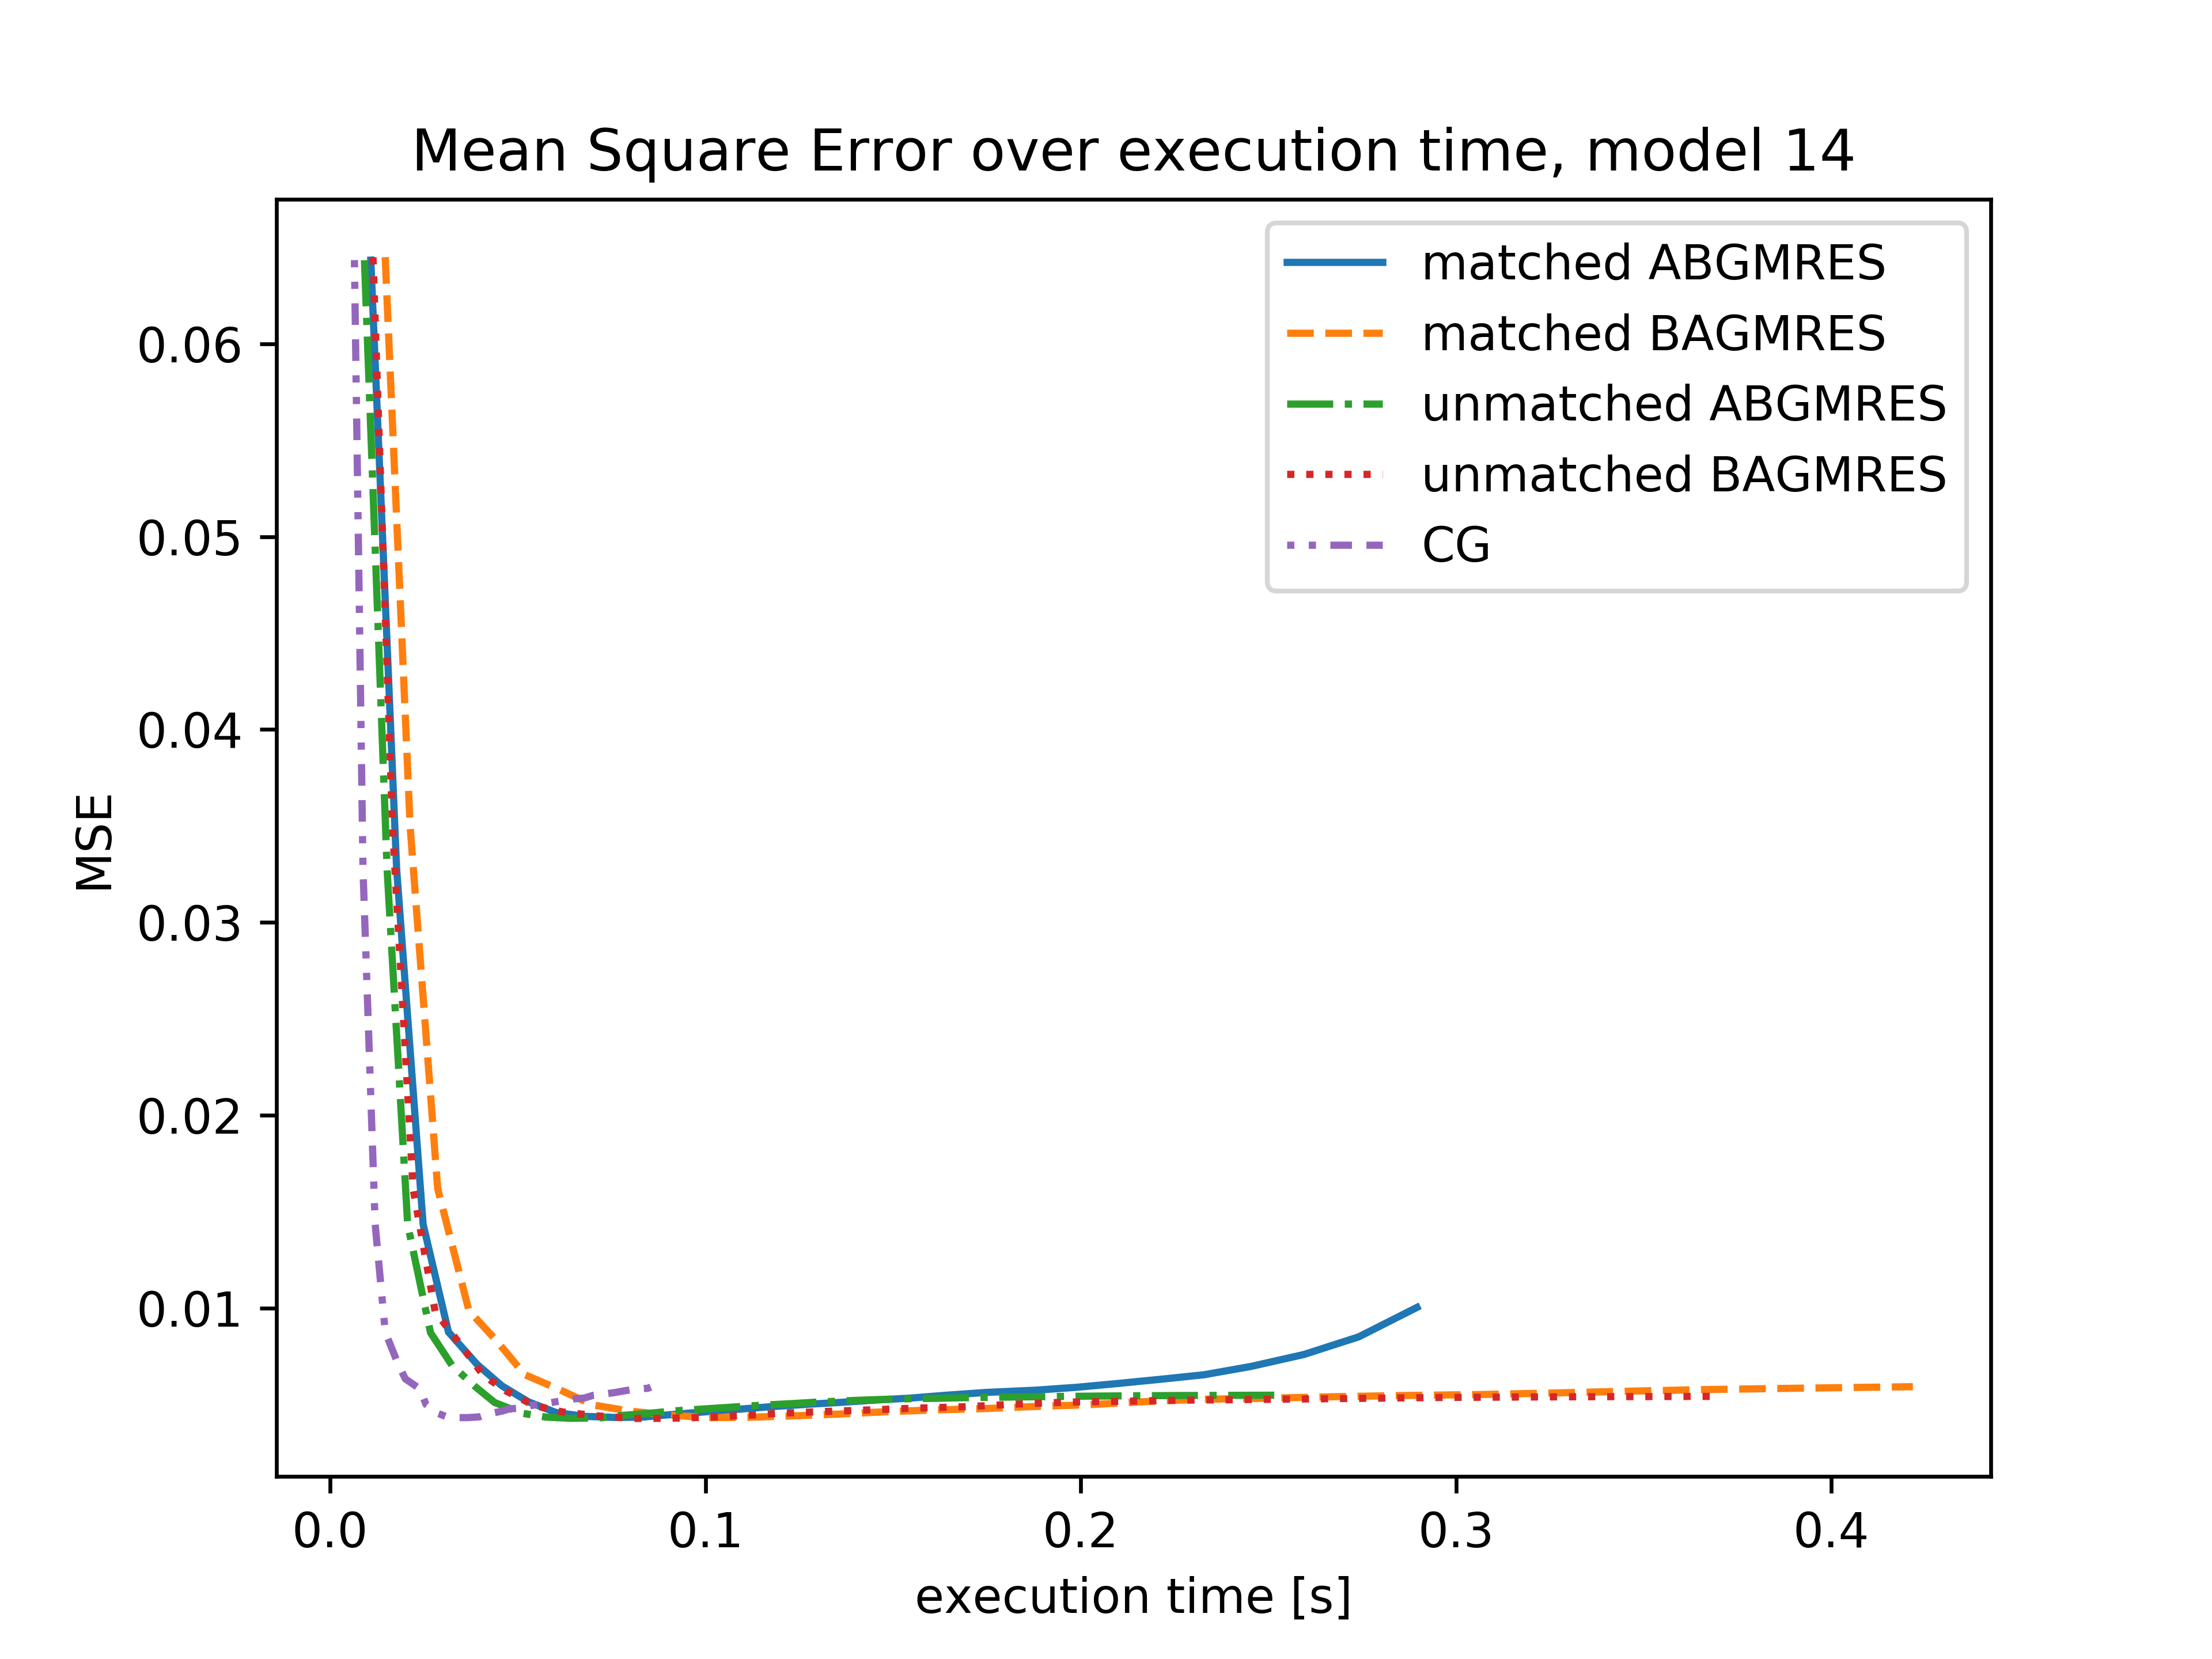 Mean Square Error over execution time, model 14
matched ABGMRES
matched BAGMRES
unmatched ABGMRES
unmatched BAGMRES
CG
0.06
0.05
0.04
0.03
0.02
0.01
MSE
0.0
0.1
0.2
0.3
0.4
execution time [s]